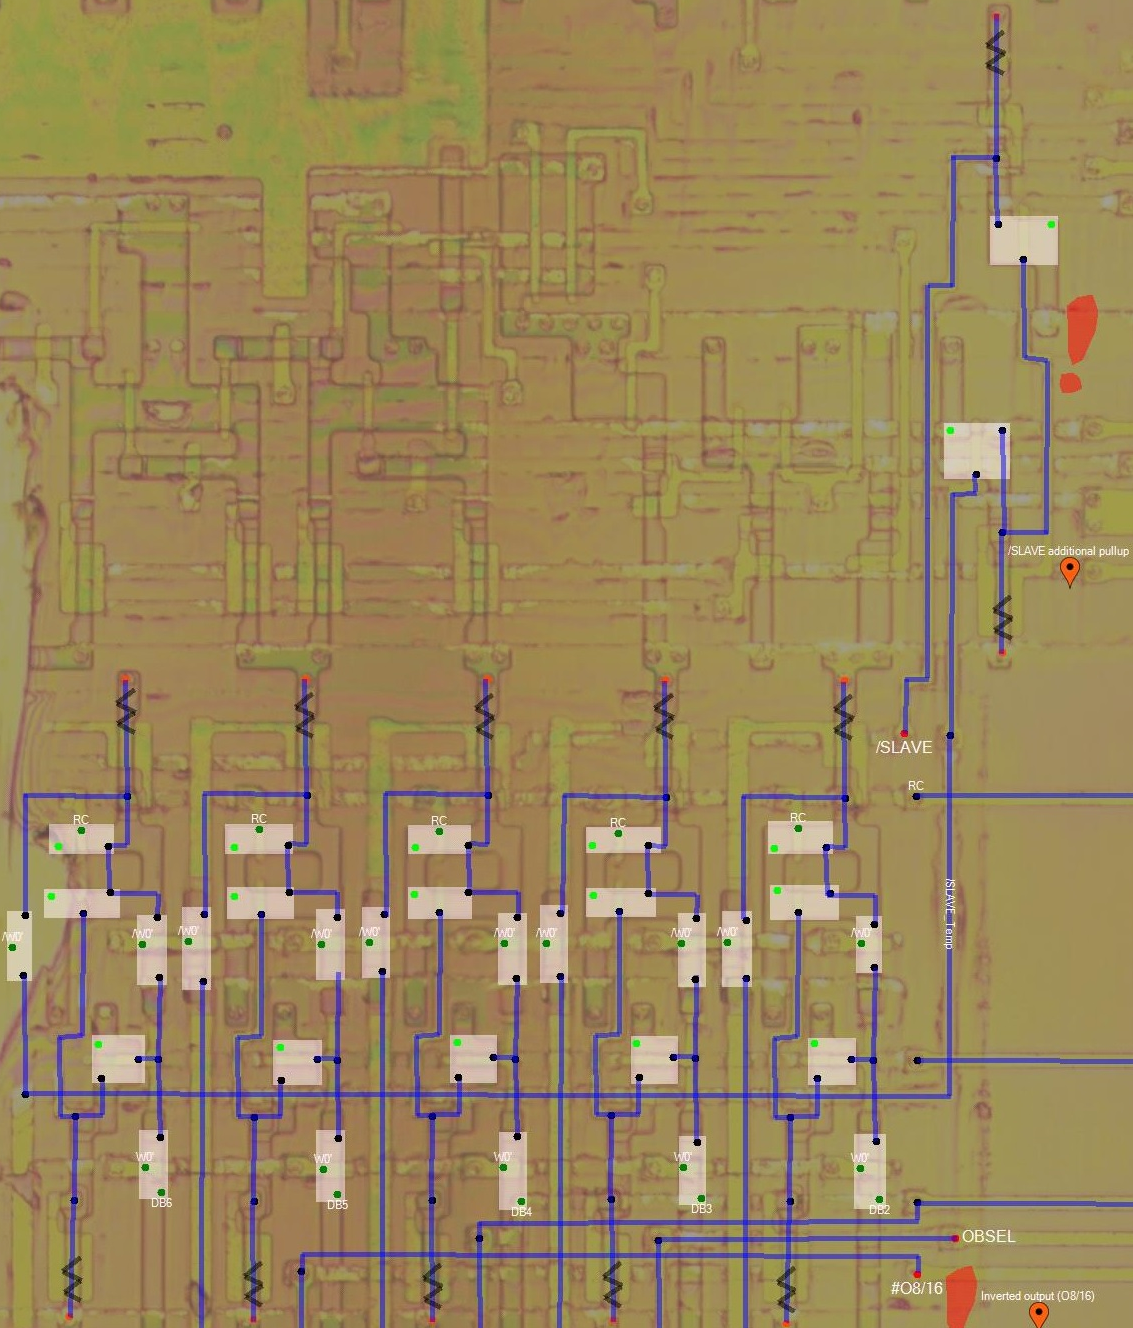 /SLAVE additional pullup
/SLAVE
RC
RC
RC
RC
RC
RC
/SLAVE_Temp
/W0'
/W0'
/W0'
/W0'
/W0'
/W0'
/W0'
/W0'
/W0'
/W0'
W0'
W0'
W0'
W0'
W0'
DB6
DB5
DB4
DB3
DB2
OBSEL
#O8/16
Inverted output (O8/16)